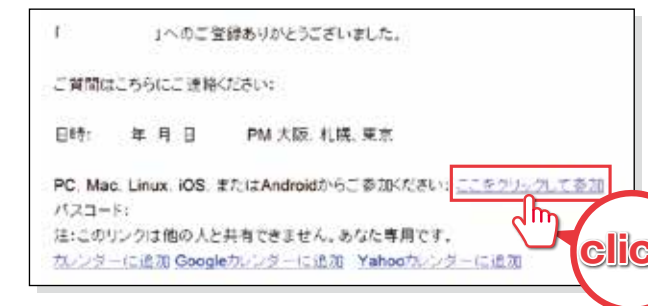 「　　　　　」へのご登録ありがとうございました。
ご質問はこちらにご連絡ください:
日時:　年 月 日　PM 大阪、札幌、東京
PC、Mac、Linux、iOS、またはAndroidからご参加ください: ここをクリックして参加
パスコード:
注:このリンクは他の人と共有できません。あなた専用です。
カレンダーに追加 Googleカレンダーに追加 Yahooカレンダーに追加
clic